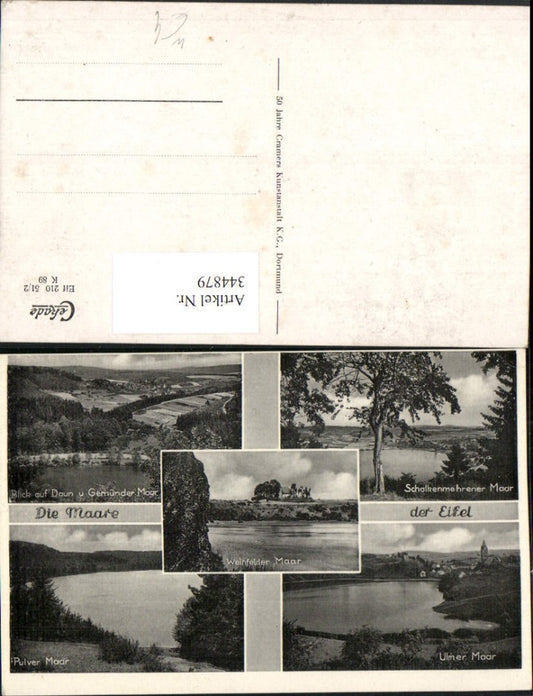 50 Jahre Cramers Kunstanstalt K.G., Dortmund
Artikel Nr.
344879
Eif 210 51/2
K 89
Cekade
Blick auf Daun u Gemünder Maar
Schalkenmehrener Maar
Die Maare
der Eifel
Weinfelder Maar
Pulver Maar
Ulmer Maar